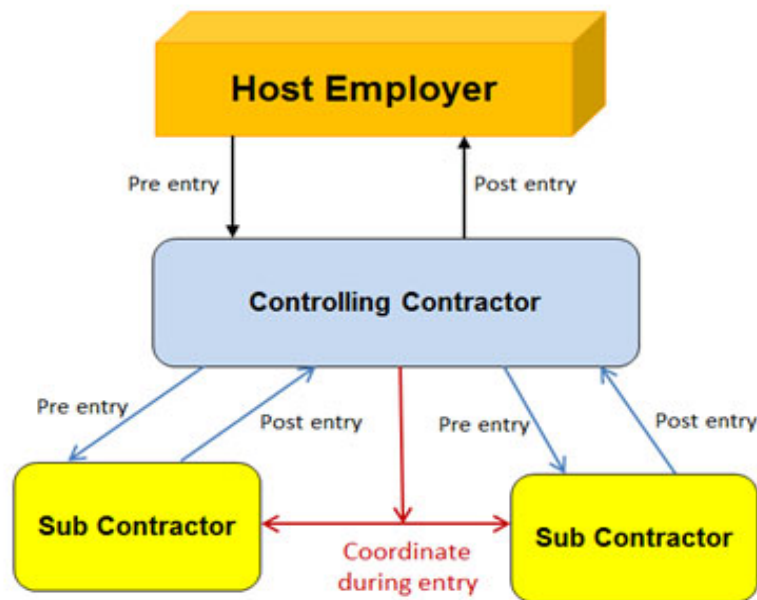 Host Employer
Pre entry
Post entry
Controlling Contractor
Pre entry
Post entry
Pre entry
Post entry
Sub Contractor
Sub Contractor
Coordinate
during entry